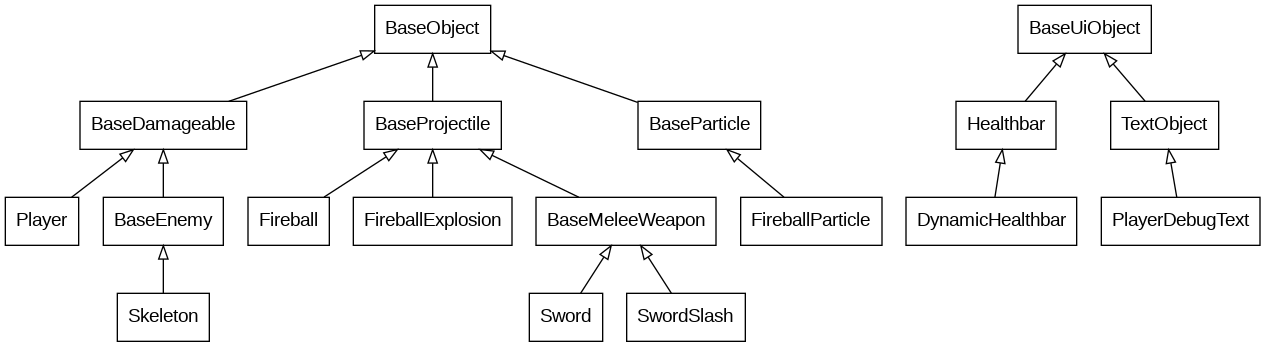 BaseObject
BaseUiObject
BaseDamageable
BaseProjectile
BaseParticle
Healthbar
TextObject
Player
BaseEnemy
Fireball
FireballExplosion
BaseMeleeWeapon
FireballParticle
DynamicHealthbar
PlayerDebugText
Skeleton
Sword
SwordSlash